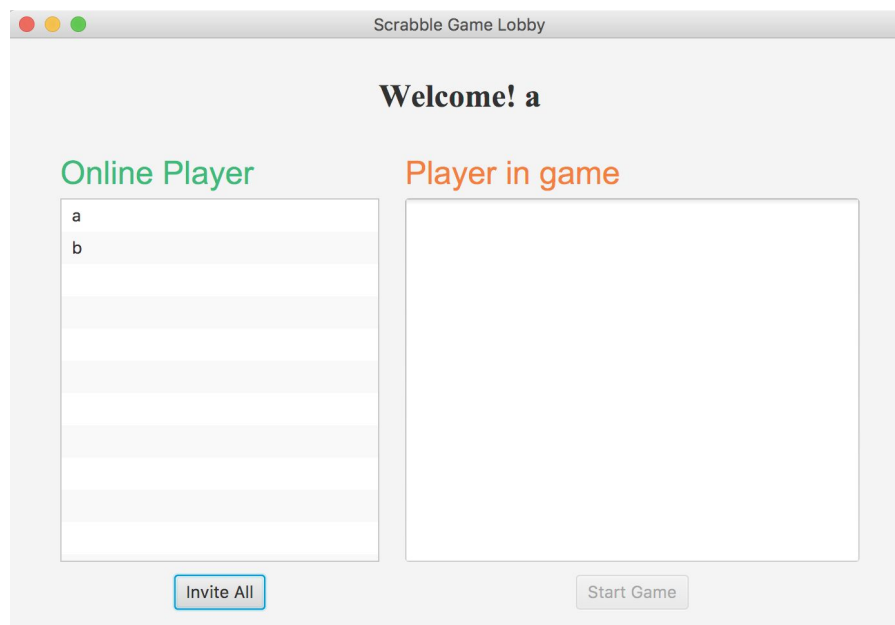 Scrabble Game Lobby
Welcome! a
Online Player
a
b
Invite All
Player in game
Start Game